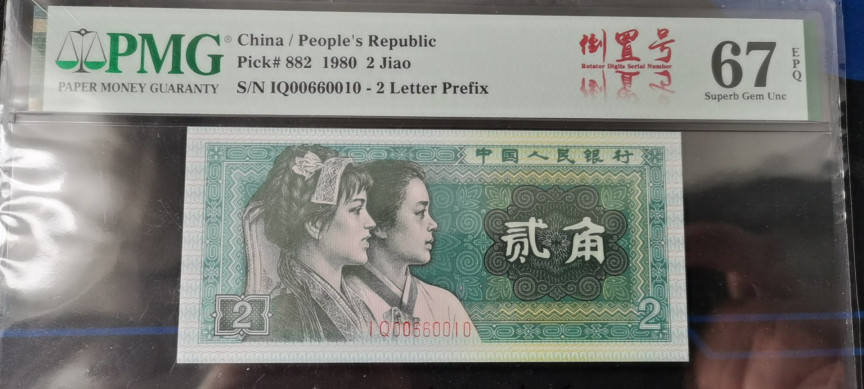 PMG®
PAPER MONEY GUARANTY
China / People's Republic
Pick# 882 1980 2 Jiao
S/N IQ00660010 - 2 Letter Prefix
倒置号
Rotator Digits Serial Number
67
EPQ
Superb Gem Unc
中国人民银行
贰角
2
IQ00660010
2